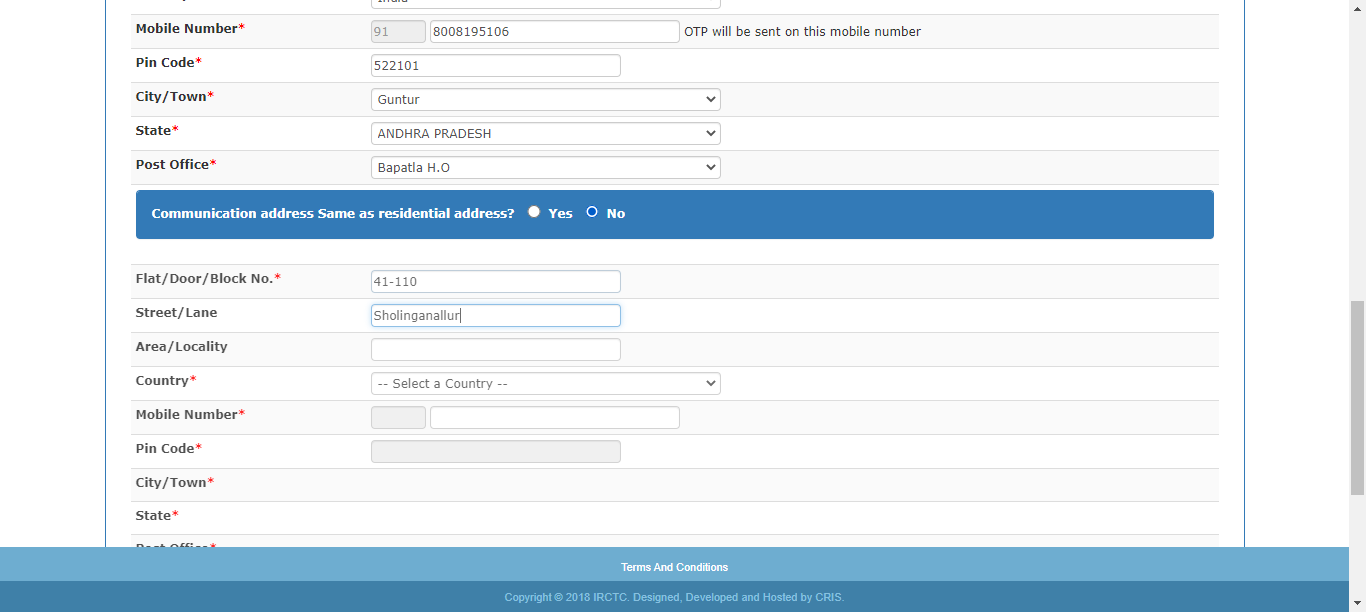 India
Mobile Number* 91 8008195106 OTP will be sent on this mobile number
Pin Code* 522101
City/Town* Guntur
State* ANDHRA PRADESH
Post Office* Bapatla H.O
Communication address Same as residential address? Yes No
Flat/Door/Block No.* 41-110
Street/Lane Sholinganallur
Area/Locality
Country* -- Select a Country --
Mobile Number*
Pin Code*
City/Town*
State*
Post Office*
Terms And Conditions
Copyright © 2018 IRCTC. Designed, Developed and Hosted by CRIS.